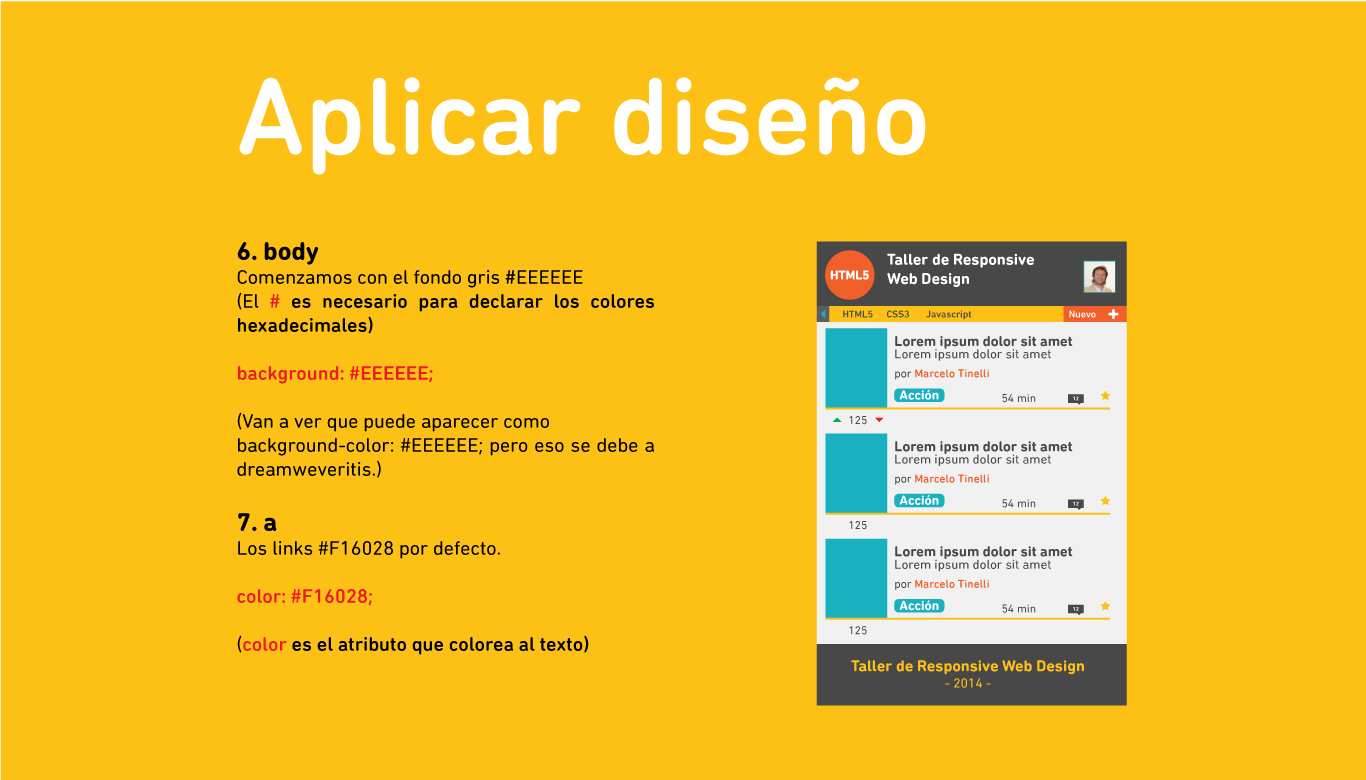 Aplicar diseño
6. body
Comenzamos con el fondo gris #EEEEEE
(El # es necesario para declarar los colores
hexadecimales)
background: #EEEEEE;
(Van a ver que puede aparecer como
background-color: #EEEEEE; pero eso se debe a
dreamweveritis.)
7. a
Los links #F16028 por defecto.
color: #F16028;
(color es el atributo que colorea al texto)
HTML5
Taller de Responsive
Web Design
HTML5 CSS3 Javascript Nuevo
Lorem ipsum dolor sit amet
Lorem ipsum dolor sit amet
por Marcelo Tinelli
Acción 54 min 12
125
Lorem ipsum dolor sit amet
Lorem ipsum dolor sit amet
por Marcelo Tinelli
Acción 54 min 12
125
Lorem ipsum dolor sit amet
Lorem ipsum dolor sit amet
por Marcelo Tinelli
Acción 54 min 12
125
Taller de Responsive Web Design
- 2014 -